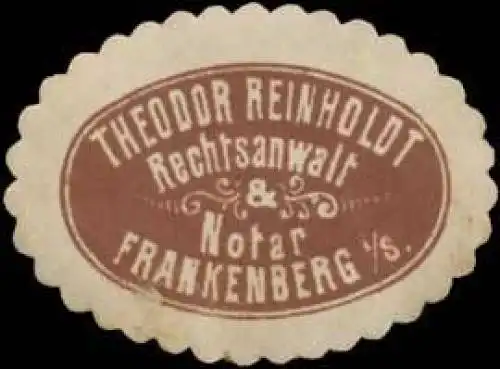 THEODOR REINHOLDT
Rechtsanwalt
&
Notar
FRANKENBERG i/S.